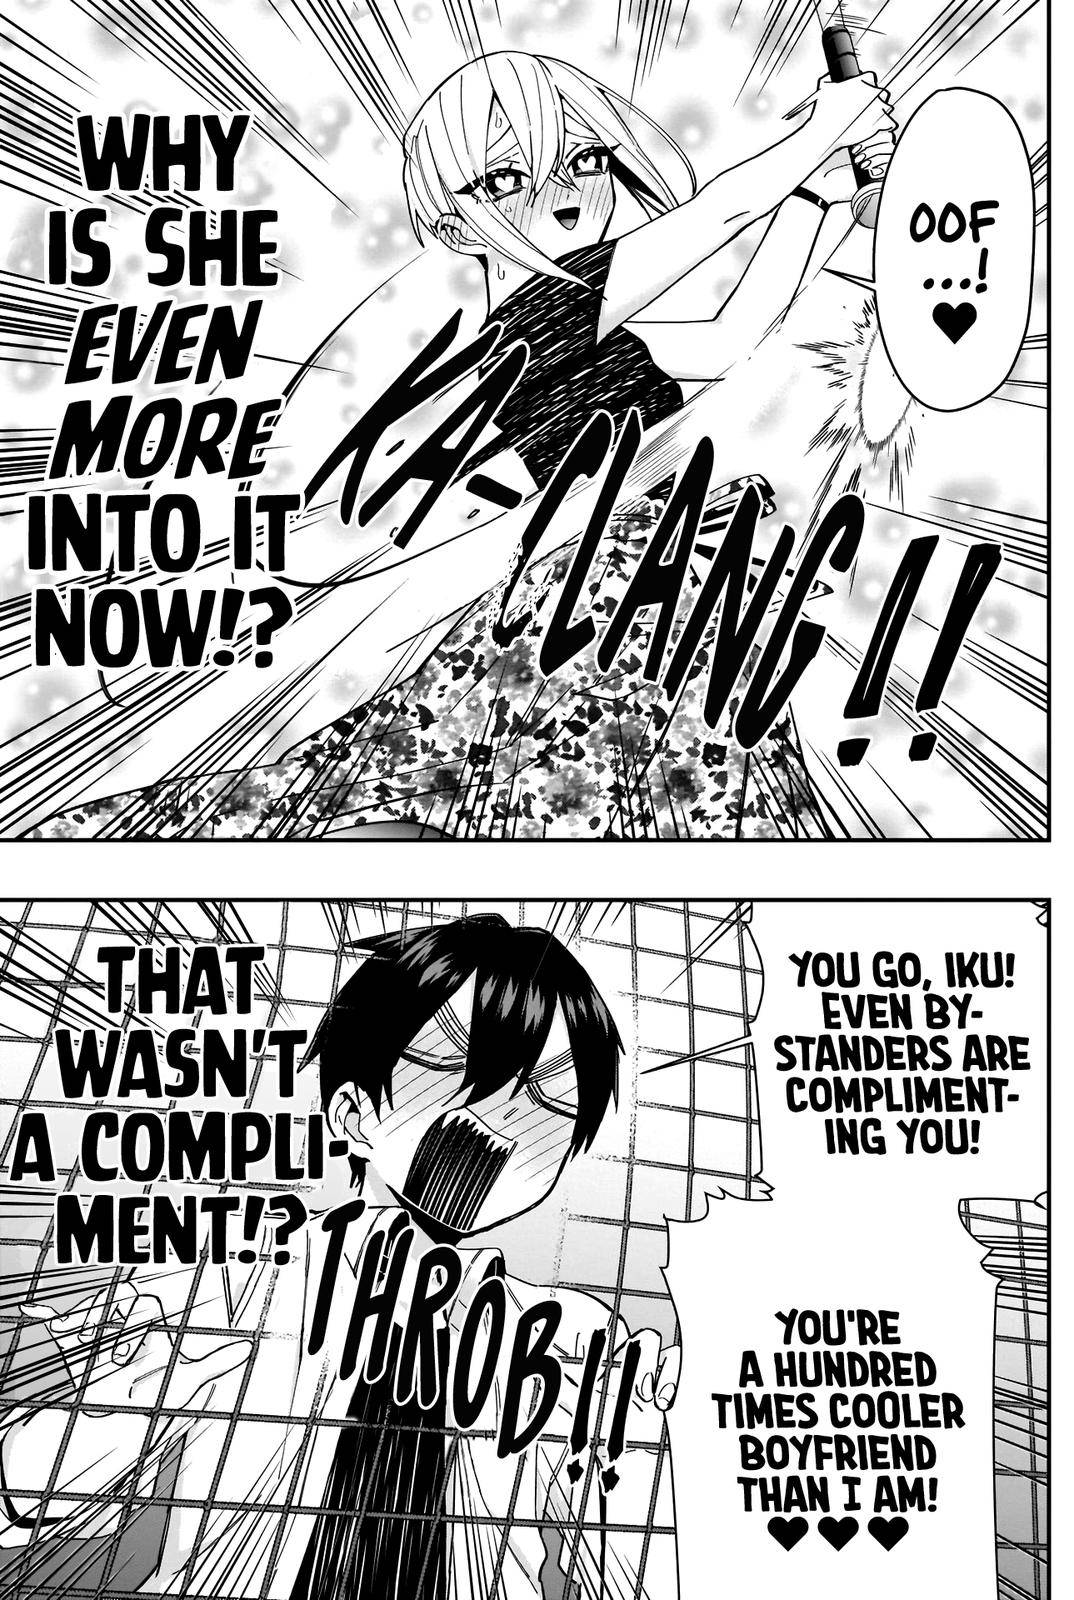 OOF
...!
♥
WHY
IS SHE
EVEN
MORE
INTO IT
NOW!?
KA-
CLANG!!
YOU GO, IKU!
EVEN BY-
STANDERS ARE
COMPLIMENT-
ING YOU!
THAT
WASN'T
A COMPLI-
MENT!?
THROB!!
YOU'RE
A HUNDRED
TIMES COOLER
BOYFRIEND
THAN I AM!
♥♥♥